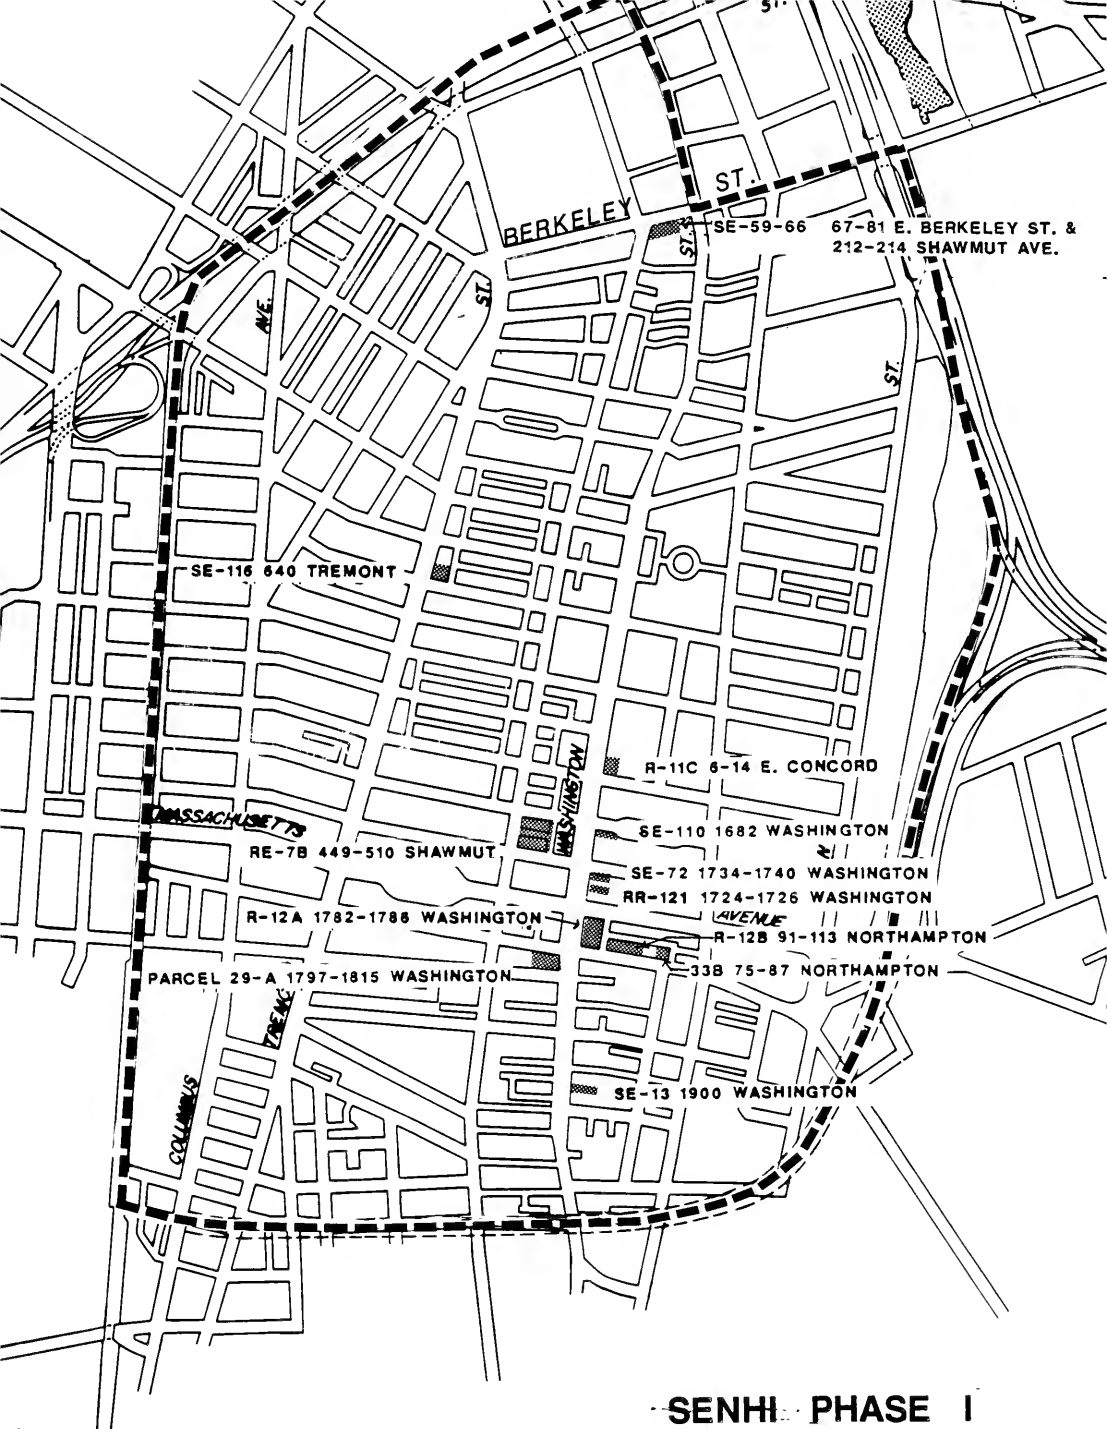 ST.
ST.
BERKELEY
SE-59-66 67-81 E. BERKELEY ST. &
212-214 SHAWMUT AVE.
ST.
ST.
AVE.
ST.
SE-116 640 TREMONT
WASHINGTON
R-11C 6-14 E. CONCORD
MASSACHUSETTS
SE-110 1682 WASHINGTON
RE-7B 449-510 SHAWMUT
SE-72 1734-1740 WASHINGTON
RR-121 1724-1726 WASHINGTON
R-12A 1782-1786 WASHINGTON
AVENUE
R-12B 91-113 NORTHAMPTON
33B 75-87 NORTHAMPTON
PARCEL 29-A 1797-1815 WASHINGTON
COLUMBUS
SE-13 1900 WASHINGTON
SENHI PHASE I